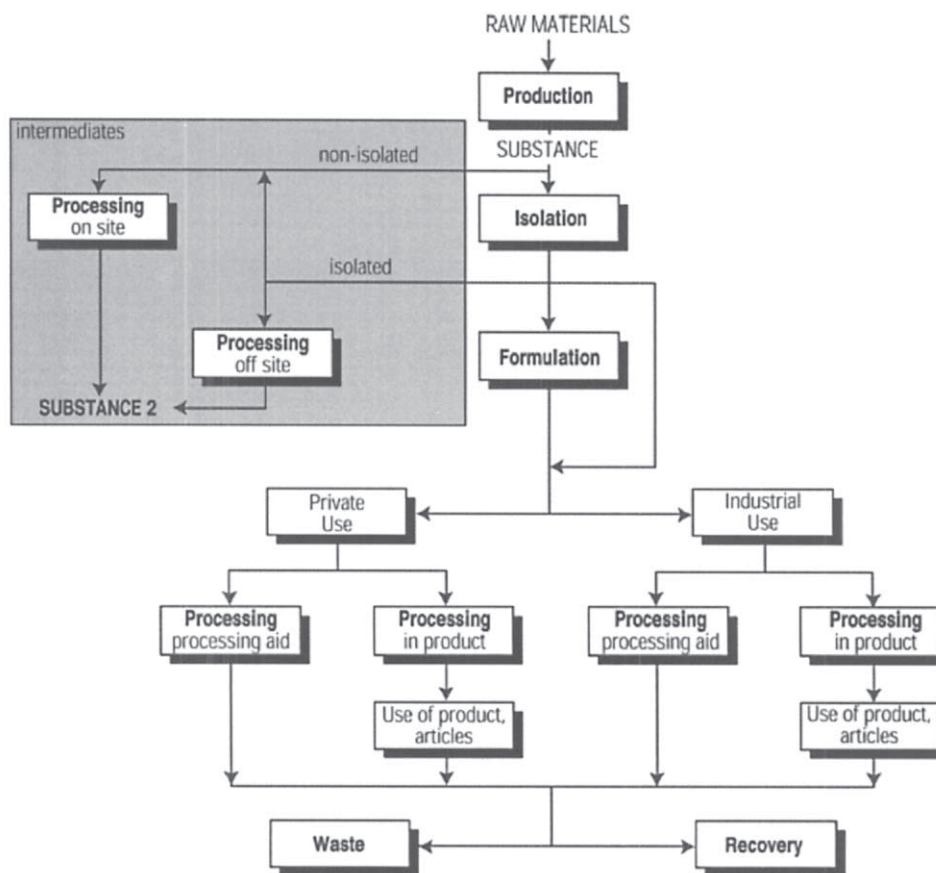 RAW MATERIALS
Production
intermediates
SUBSTANCE
non-isolated
Processing
on site
Isolation
isolated
Processing
off site
Formulation
SUBSTANCE 2
Private
Use
Industrial
Use
Processing
processing aid
Processing
in product
Processing
processing aid
Processing
in product
Use of product,
articles
Use of product,
articles
Waste
Recovery